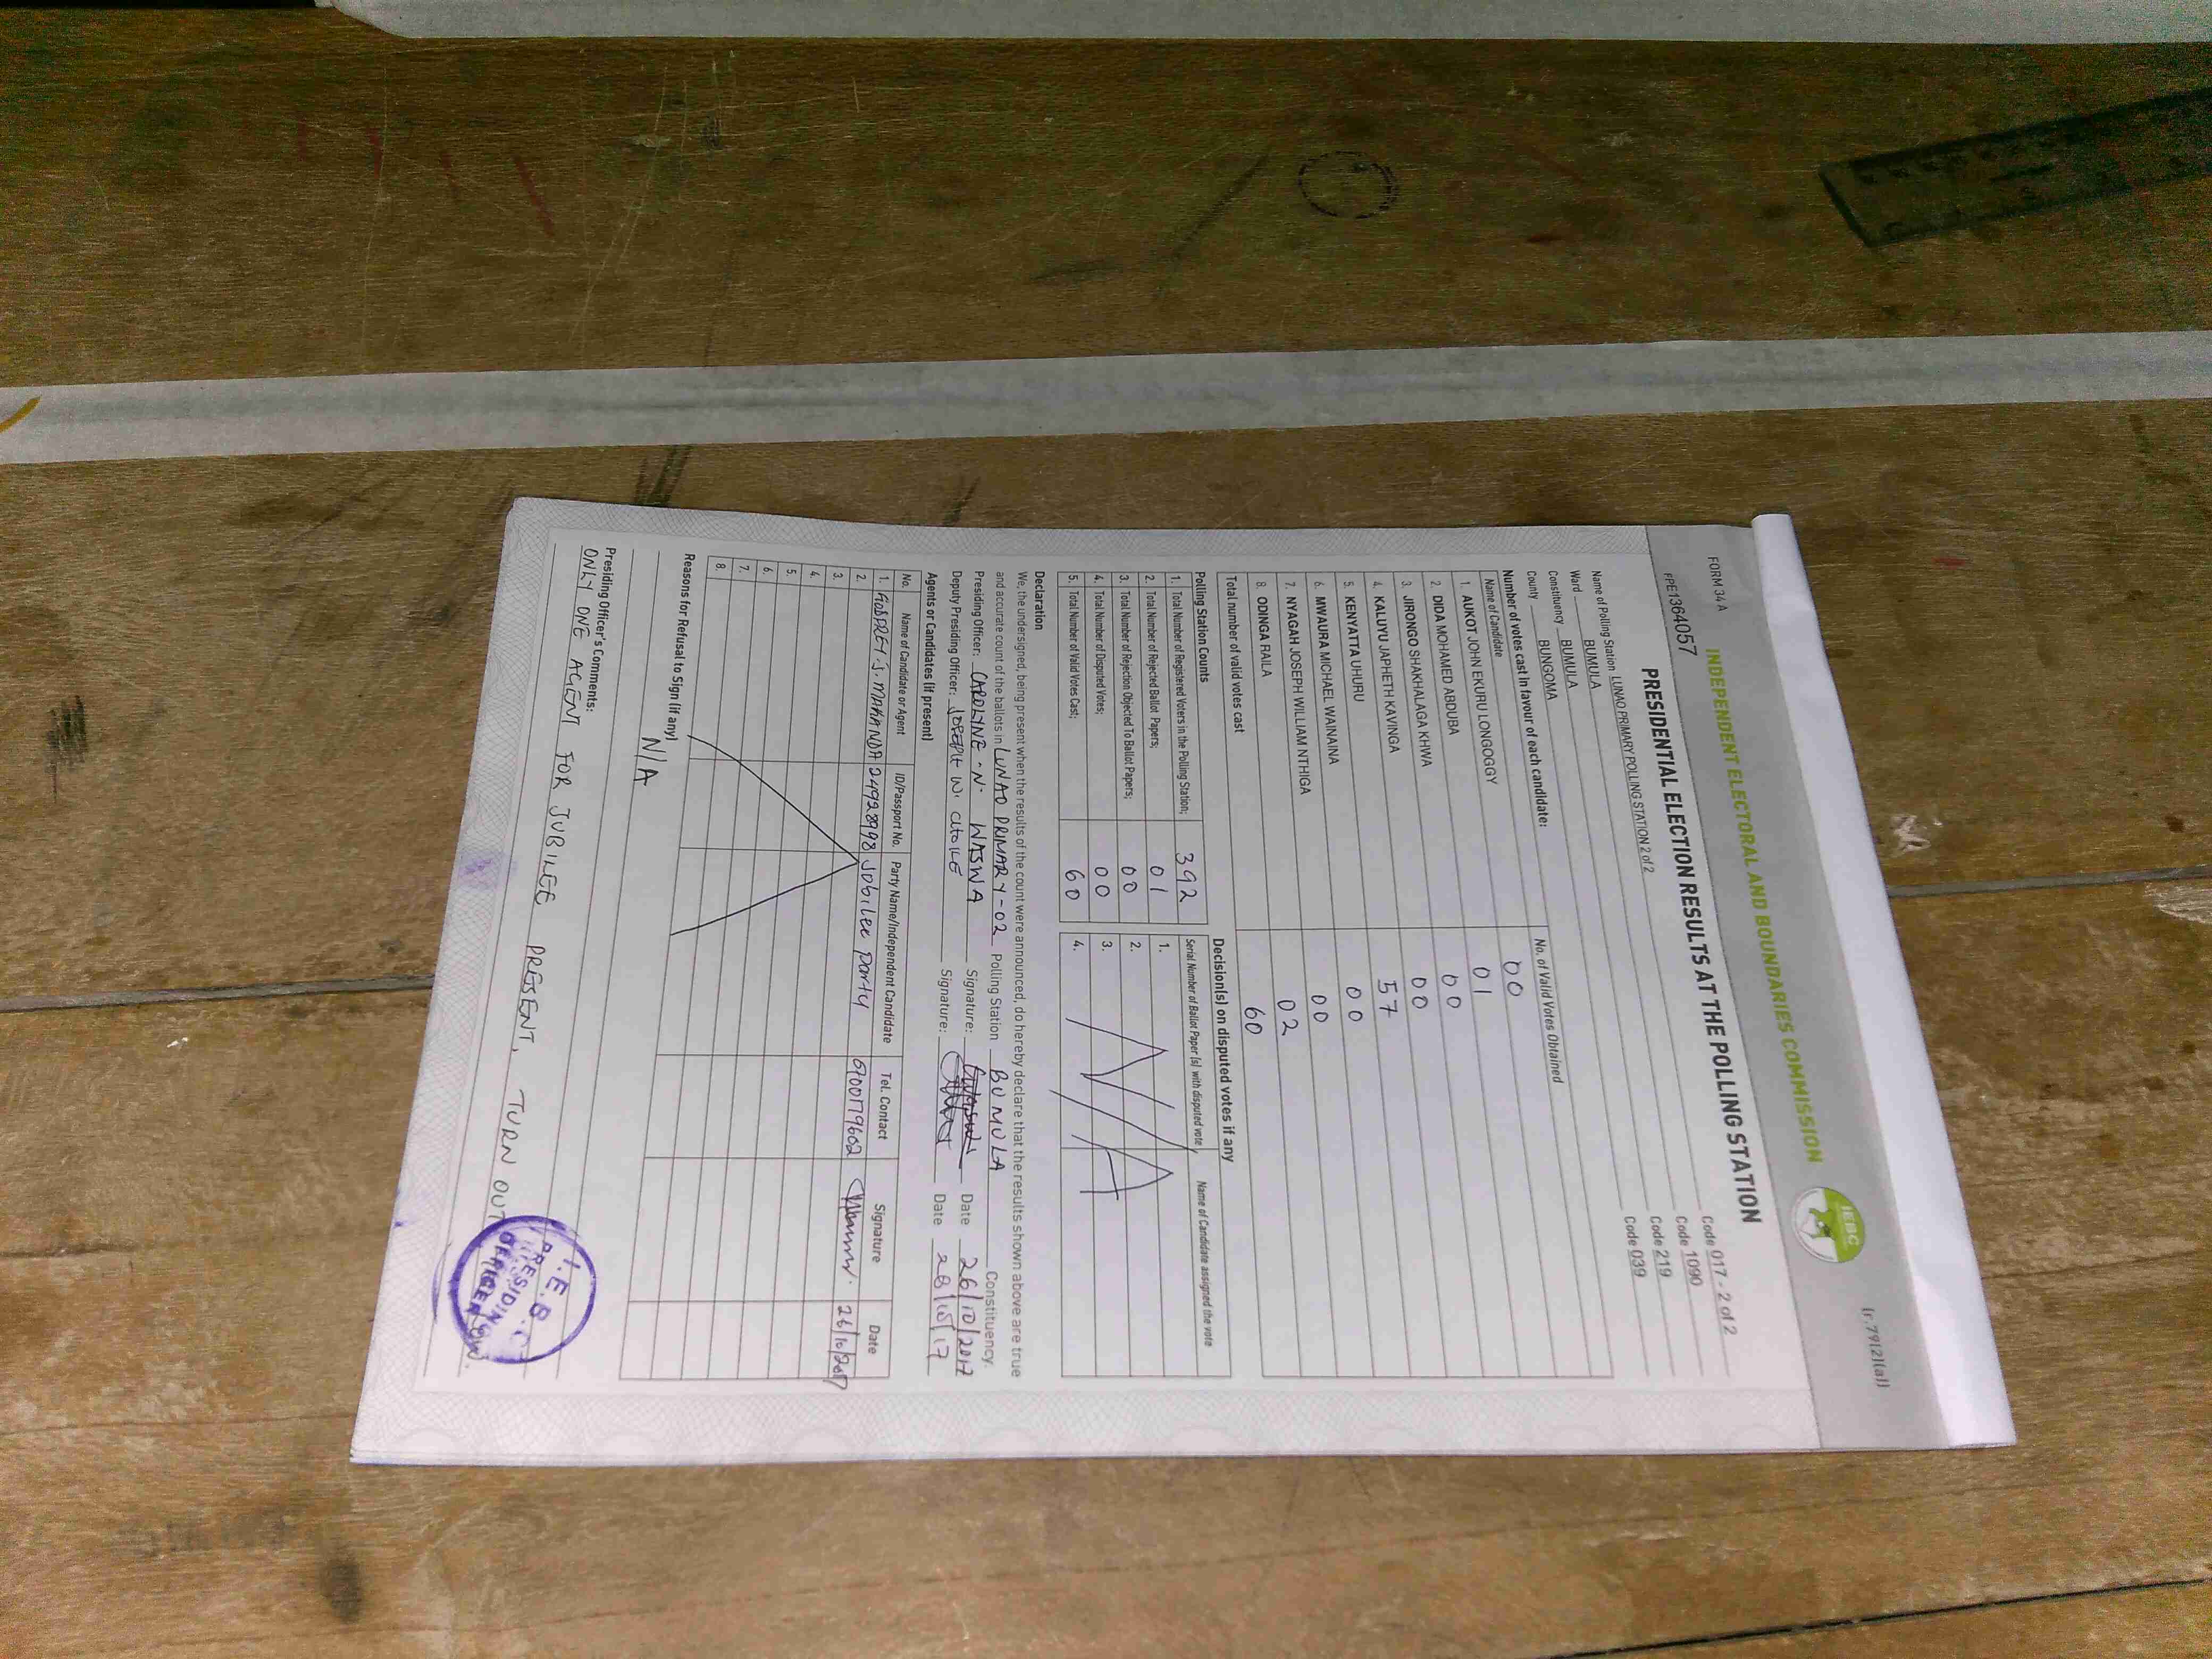 (r.79(2)(a))
INDEPENDENT ELECTORAL AND BOUNDARIES COMMISSION
IEBC
FORM 34 A
PRESIDENTIAL ELECTION RESULTS AT THE POLLING STATION
FPE1364057
Name of Polling Station LUNAO PRIMARY POLLING STATION 2 of 2 Code 017 - 2 of 2
Ward BUMULA Code 1090
Constituency BUMULA Code 219
County BUNGOMA Code 039
Number of votes cast in favour of each candidate:
Name of Candidate No. of Valid Votes Obtained
1. AUKOT JOHN EKURU LONGOGGY 00
2. DIDA MOHAMED ABDUBA 01
3. JIRONGO SHAKHALAGA KHWA 00
4. KALUYU JAPHETH KAVINGA 00
5. KENYATTA UHURU 57
6. MWAURA MICHAEL WAINAINA 00
7. NYAGAH JOSEPH WILLIAM NTHIGA 00
8. ODINGA RAILA 02
Total number of valid votes cast 60
Polling Station Counts
1. Total Number of Registered Voters in the Polling Station; 392
2. Total Number of Rejected Ballot Papers; 01
3. Total Number of Rejection Objected To Ballot Papers; 00
4. Total Number of Disputed Votes; 00
5. Total Number of Valid Votes Cast; 60
Decision(s) on disputed votes if any
Serial Number of Ballot Paper (s) with disputed vote Name of Candidate assigned the vote
1.
2.
3.
4.
N/A
Declaration
We, the undersigned, being present when the results of the count were announced, do hereby declare that the results shown above are true
and accurate count of the ballots in LUNAO PRIMARY - 02 Polling Station BUMULA Constituency.
Presiding Officer: CAROLYNE - N. WASWA Signature: Date 26/10/2017
Deputy Presiding Officer: JOSEPH W. Signature: Date
Agents or Candidates (if present)
No. Name of Candidate or Agent ID/Passport No. Party Name/Independent Candidate Tel. Contact Signature Date
1. GODFREY .S. MAKANDA 24928998 Jobilee party 26/10/2017
2.
3.
4.
5.
6.
7.
8.
Reasons for Refusal to Sign (if any)
N/A
Presiding Officer's Comments:
ONLY ONE AGENT FOR JUBILEE PRESENT, TURN OUT
I.E.B.C
PRESIDING
OFFICER